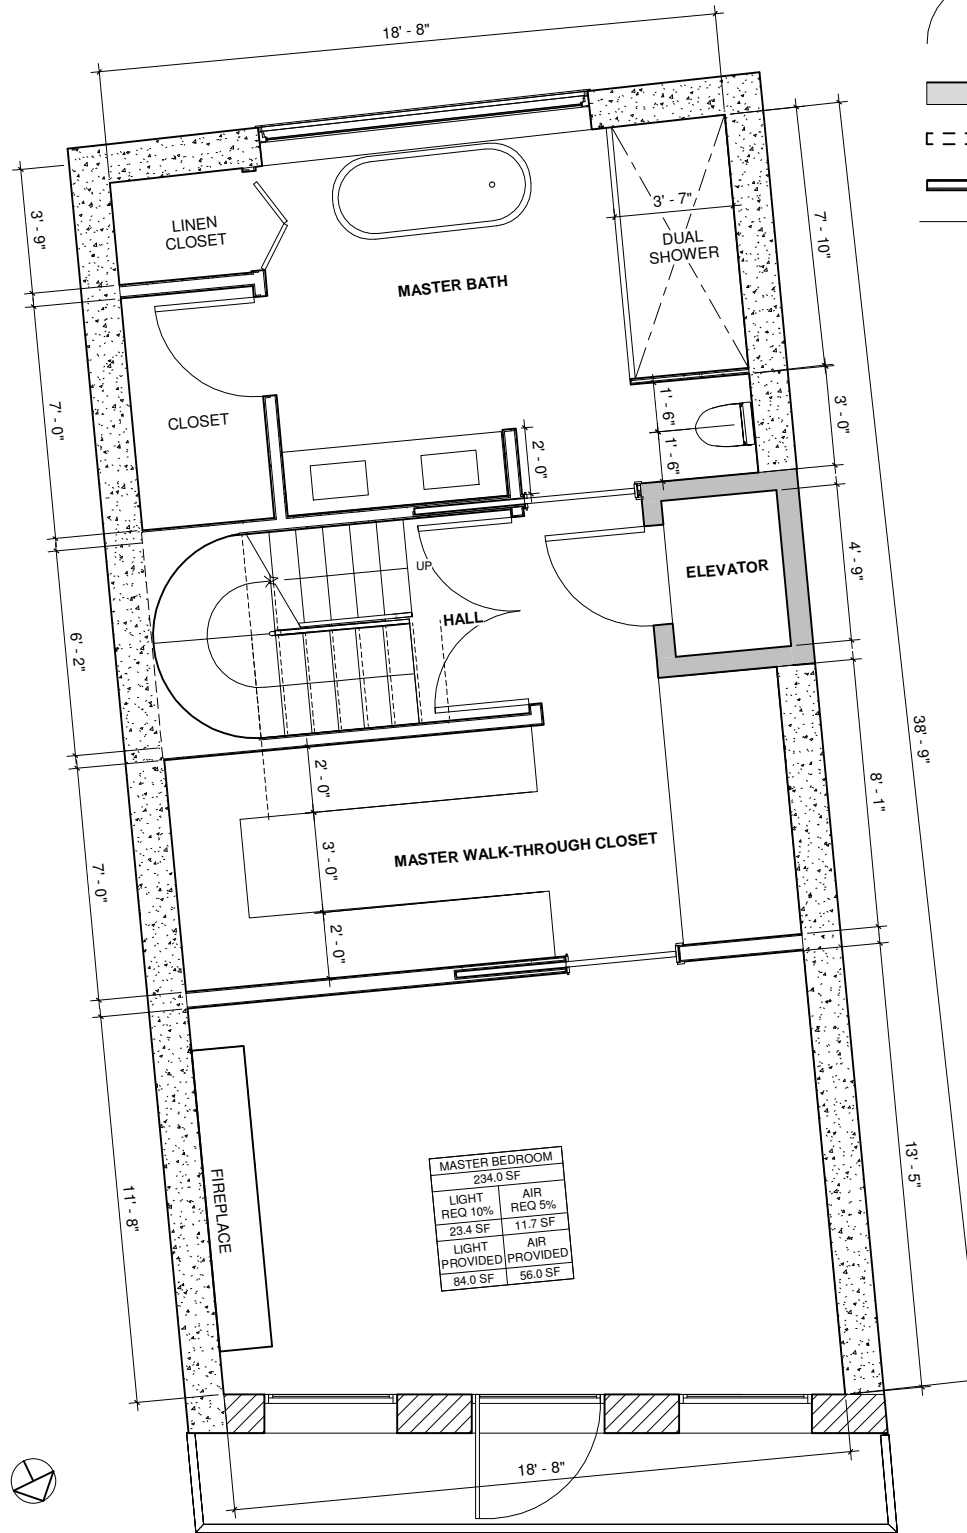 18' - 8"
3' - 9"
LINEN
CLOSET
3' - 7"
DUAL
SHOWER
7' - 10"
MASTER BATH
7' - 0"
CLOSET
1' - 6"
1' - 6"
3' - 0"
2' - 0"
UP
HALL
ELEVATOR
4' - 9"
6' - 2"
38' - 9"
2' - 0"
8' - 1"
3' - 0"
MASTER WALK-THROUGH CLOSET
7' - 0"
2' - 0"
13' - 5"
11' - 8"
FIREPLACE
MASTER BEDROOM
234.0 SF
LIGHT
REQ 10%
AIR
REQ 5%
23.4 SF
11.7 SF
LIGHT
PROVIDED
AIR
PROVIDED
84.0 SF
56.0 SF
18' - 8"